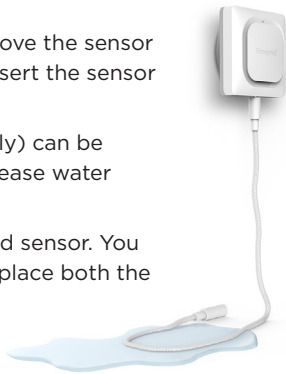 ove the sensor
sert the sensor
ly) can be
ease water
d sensor. You
place both the